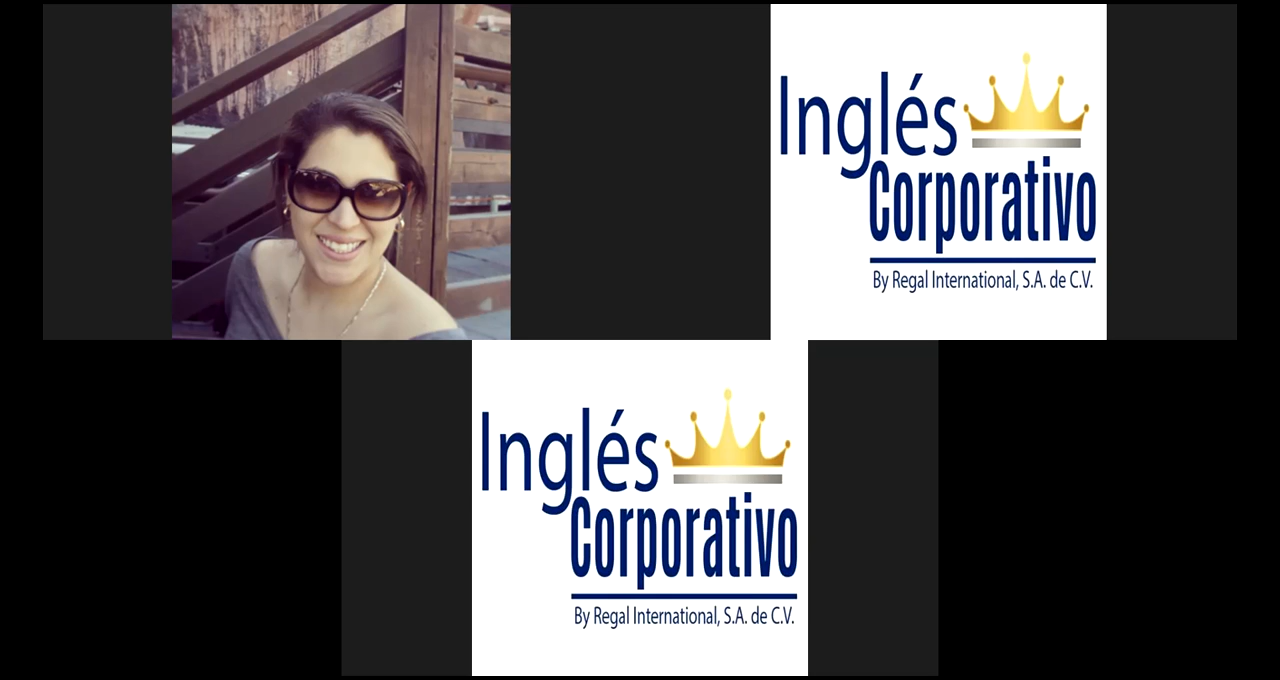 Inglés
Corporativo
By Regal International, S.A. de C.V.
Inglés
Corporativo
By Regal International, S.A. de C.V.